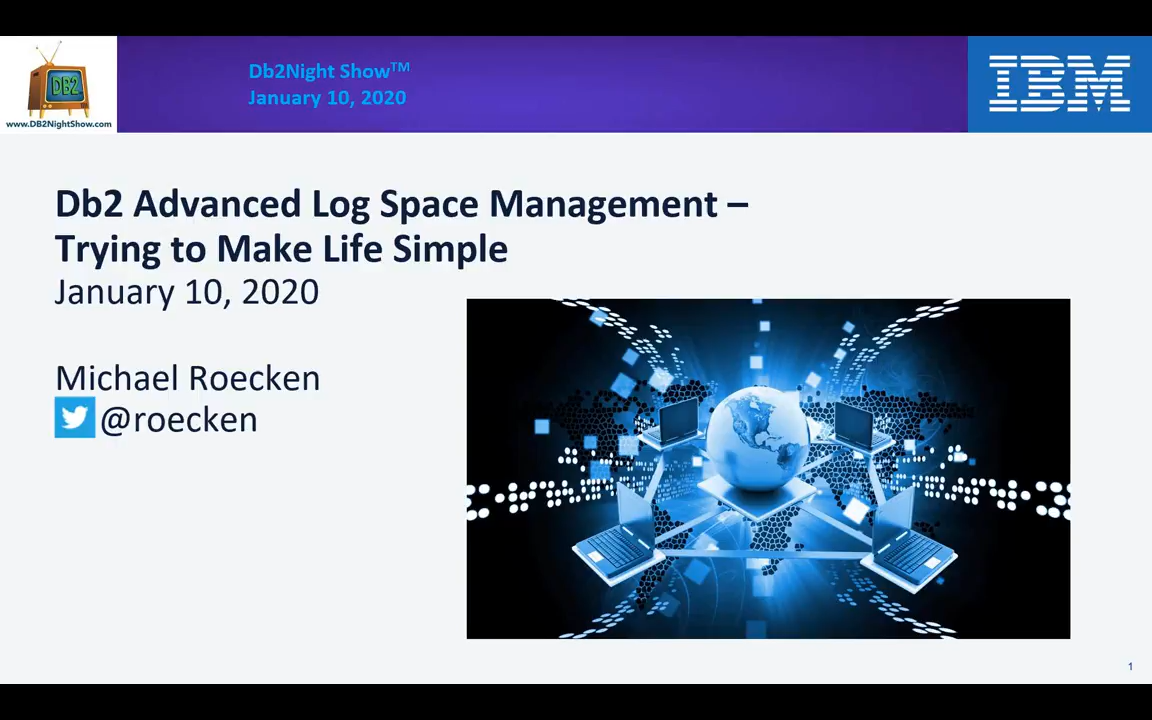 DB2
www.DB2NightShow.com
Db2Night Show™
January 10, 2020
IBM
Db2 Advanced Log Space Management –
Trying to Make Life Simple
January 10, 2020
Michael Roecken
@roecken
1